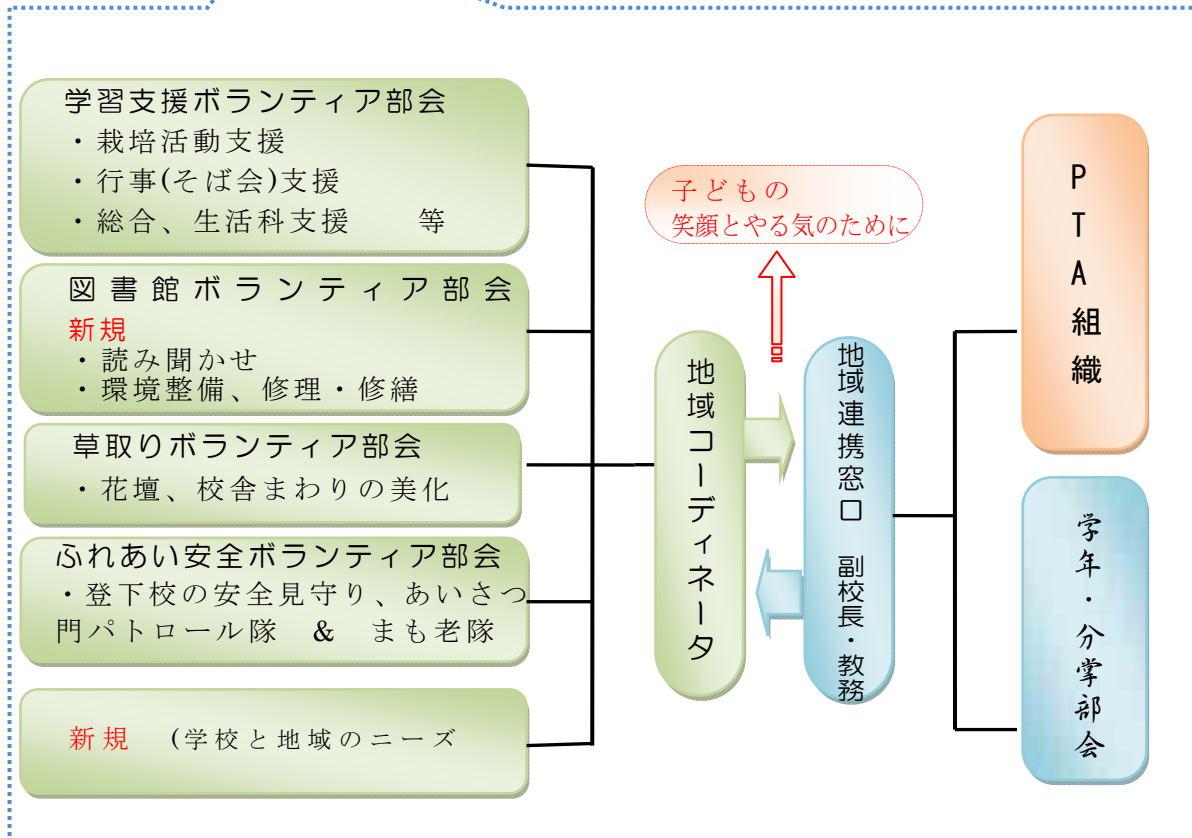 学習支援ボランティア部会
・栽培活動支援
・行事(そば会)支援
・総合、生活科支援　　等
図書館ボランティア部会
新規
・読み聞かせ
・環境整備、修理・修繕
草取りボランティア部会
・花壇、校舎まわりの美化
ふれあい安全ボランティア部会
・登下校の安全見守り、あいさつ
門パトロール隊　&　まも老隊
新規　(学校と地域のニーズ
子どもの
笑顔とやる気のために
地域コーディネータ
地域連携窓口　副校長・教務
PTA組織
学年・分掌部会